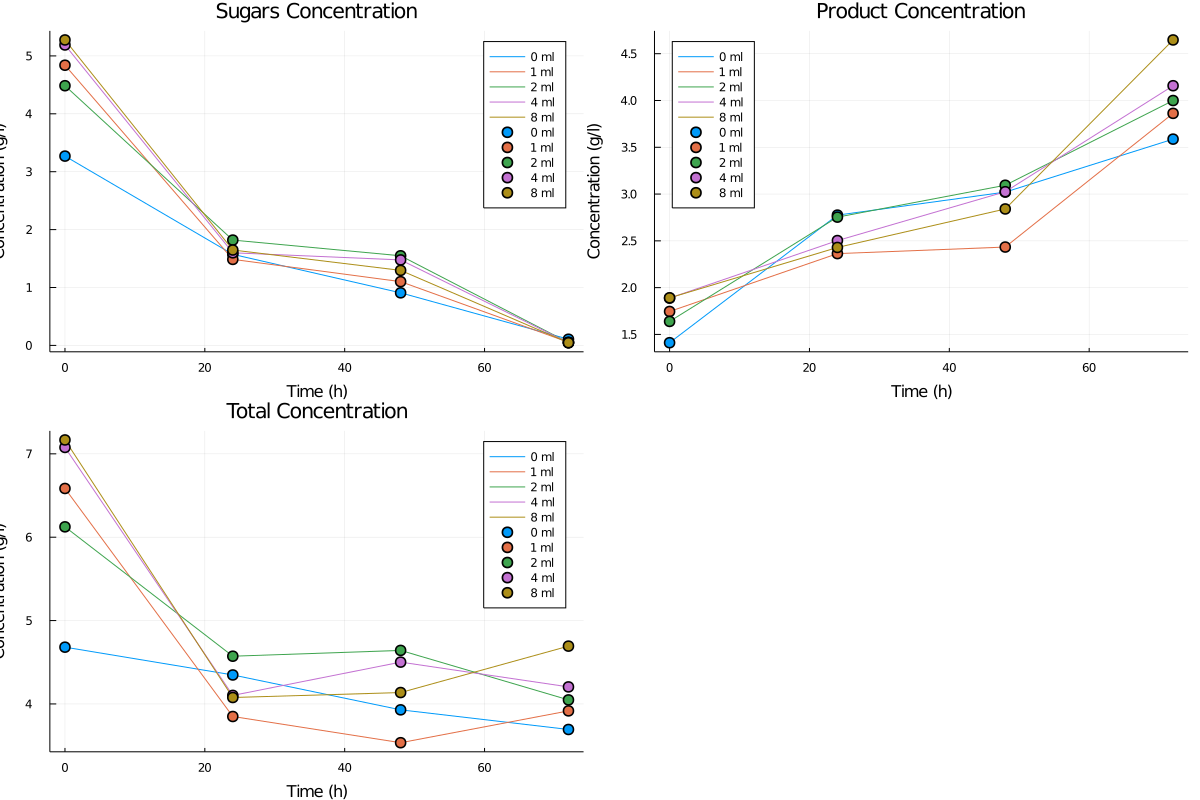 Sugars Concentration
5
4
3
2
1
0
0 ml
1 ml
2 ml
4 ml
8 ml
0 ml
1 ml
2 ml
4 ml
8 ml
0
20
40
60
Time (h)
Product Concentration
Concentration (g/l)
4.5
4.0
3.5
3.0
2.5
2.0
1.5
0 ml
1 ml
2 ml
4 ml
8 ml
0 ml
1 ml
2 ml
4 ml
8 ml
0
20
40
60
Time (h)
Total Concentration
7
6
5
4
0 ml
1 ml
2 ml
4 ml
8 ml
0 ml
1 ml
2 ml
4 ml
8 ml
0
20
40
60
Time (h)